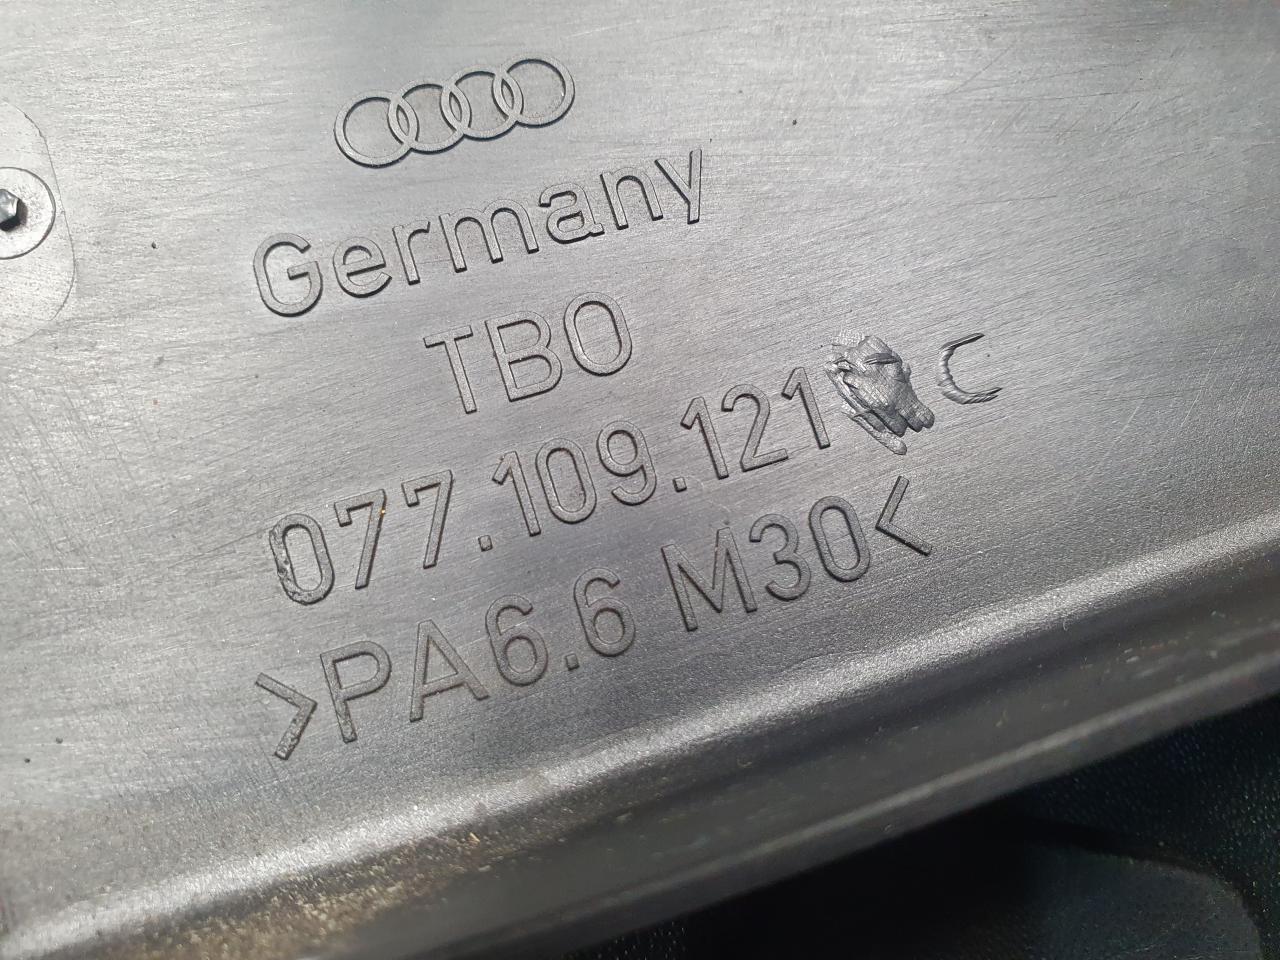 Germany
TBO
077.109.121 C
>PA6.6 M30<